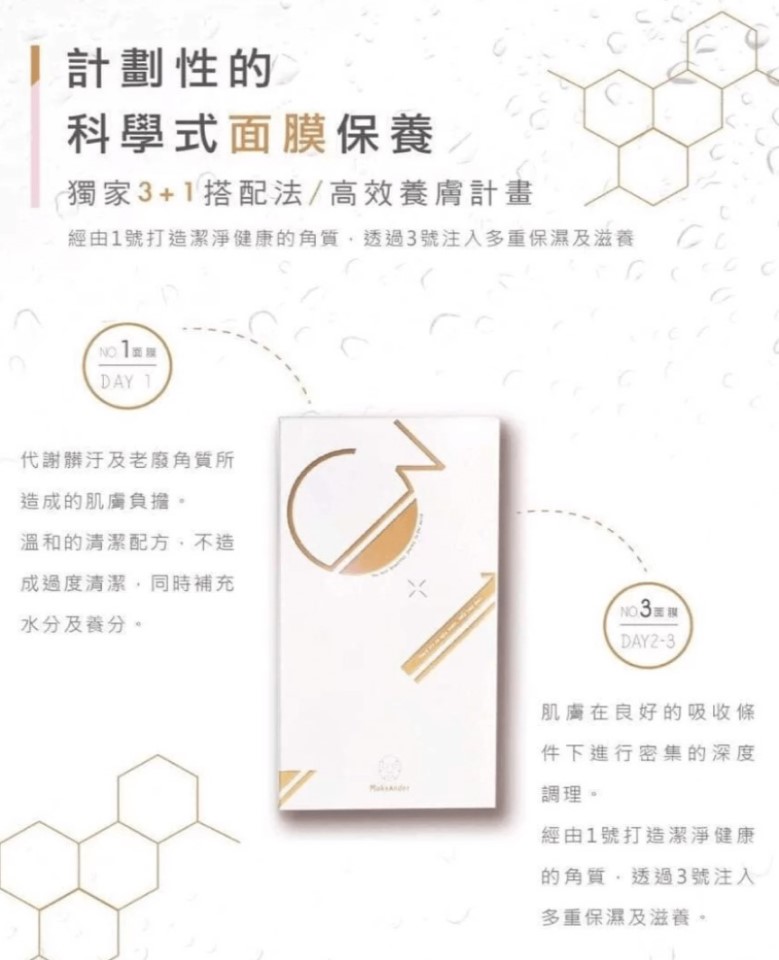 計劃性的
科學式面膜保養
獨家3+1搭配法/高效養膚計畫
經由1號打造潔淨健康的角質，透過3號注入多重保濕及滋養
NO.1面膜
DAY 1
代謝髒汙及老廢角質所
造成的肌膚負擔。
溫和的清潔配方，不造
成過度清潔，同時補充
水分及養分。
NO.3面膜
DAY2-3
肌膚在良好的吸收條
件下進行密集的深度
調理。
經由1號打造潔淨健康
的角質，透過3號注入
多重保濕及滋養。